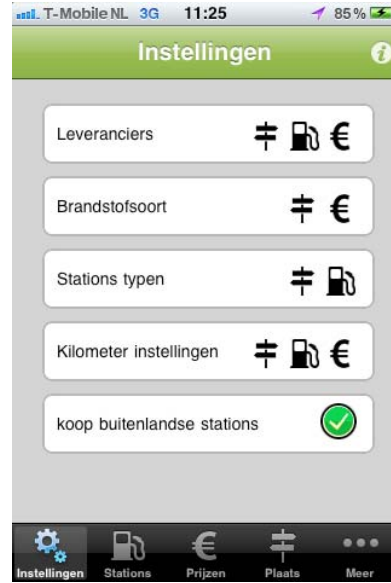 T-Mobile NL 3G 11:25 85%
Instellingen
Leveranciers €
Brandstofsoort €
Stations typen
Kilometer instellingen €
koop buitenlandse stations
Instellingen Stations Prijzen Plaats Meer